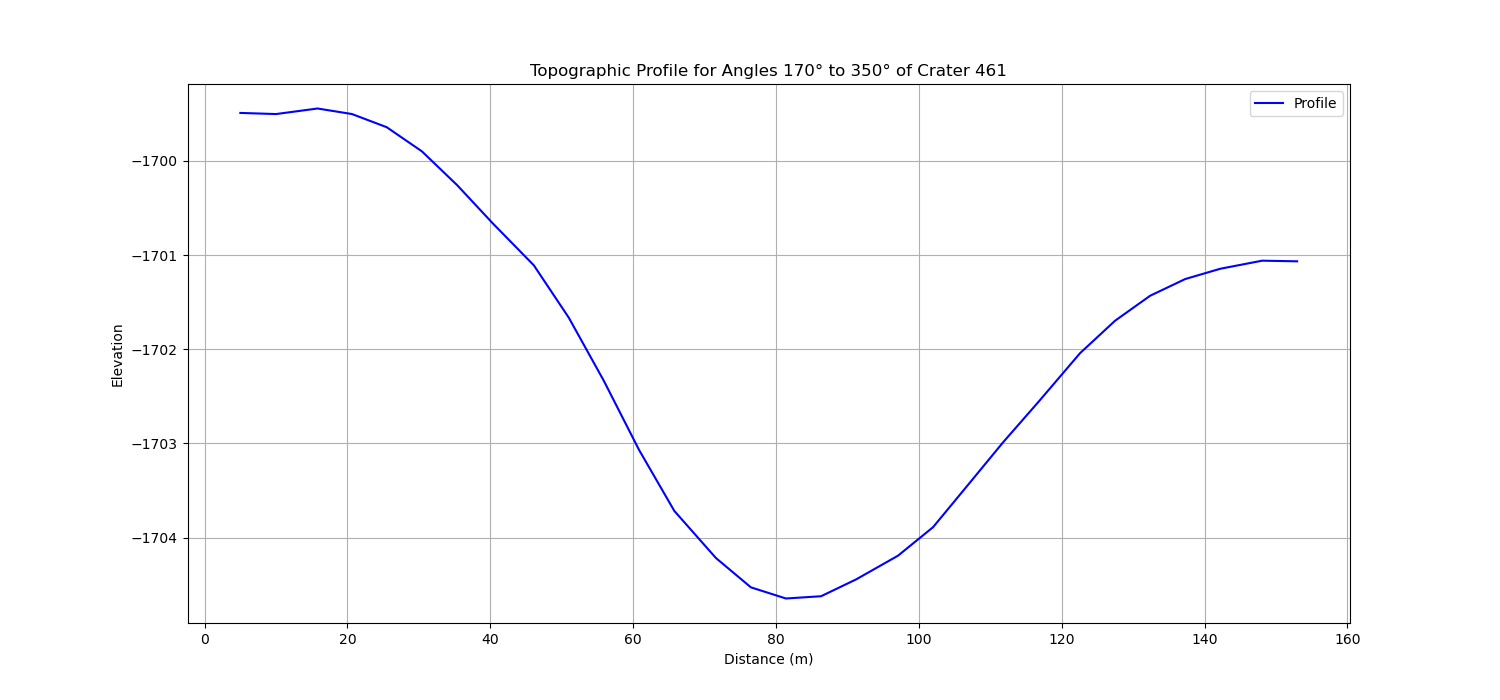 Topographic Profile for Angles 170° to 350° of Crater 461
Profile
−1700
−1701
−1702
−1703
−1704
Elevation
0 20 40 60 80 100 120 140 160
Distance (m)